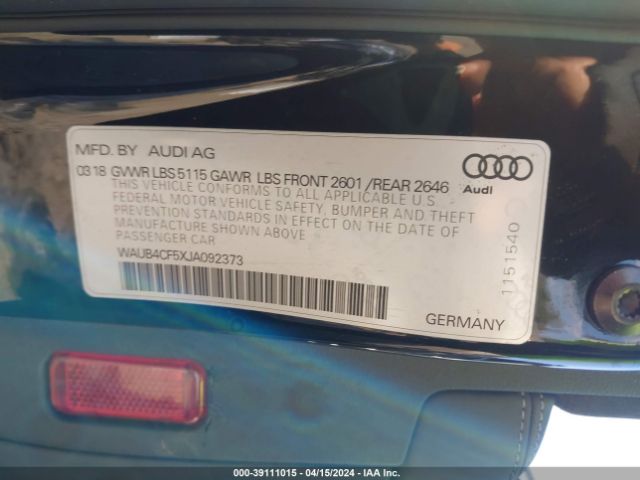 MFD. BY AUDI AG
03 18 GVWR LBS 5115 GAWR LBS FRONT 2601 / REAR 2646
THIS VEHICLE CONFORMS TO ALL APPLICABLE U.S.
FEDERAL MOTOR VEHICLE SAFETY, BUMPER AND THEFT
PREVENTION STANDARDS IN EFFECT ON THE DATE OF
MANUFACTURE SHOWN ABOVE
PASSENGER CAR
WAUB4CF5XJA092373
Audi
1151540
GERMANY
000-39111015 - 04/15/2024 - IAA Inc.